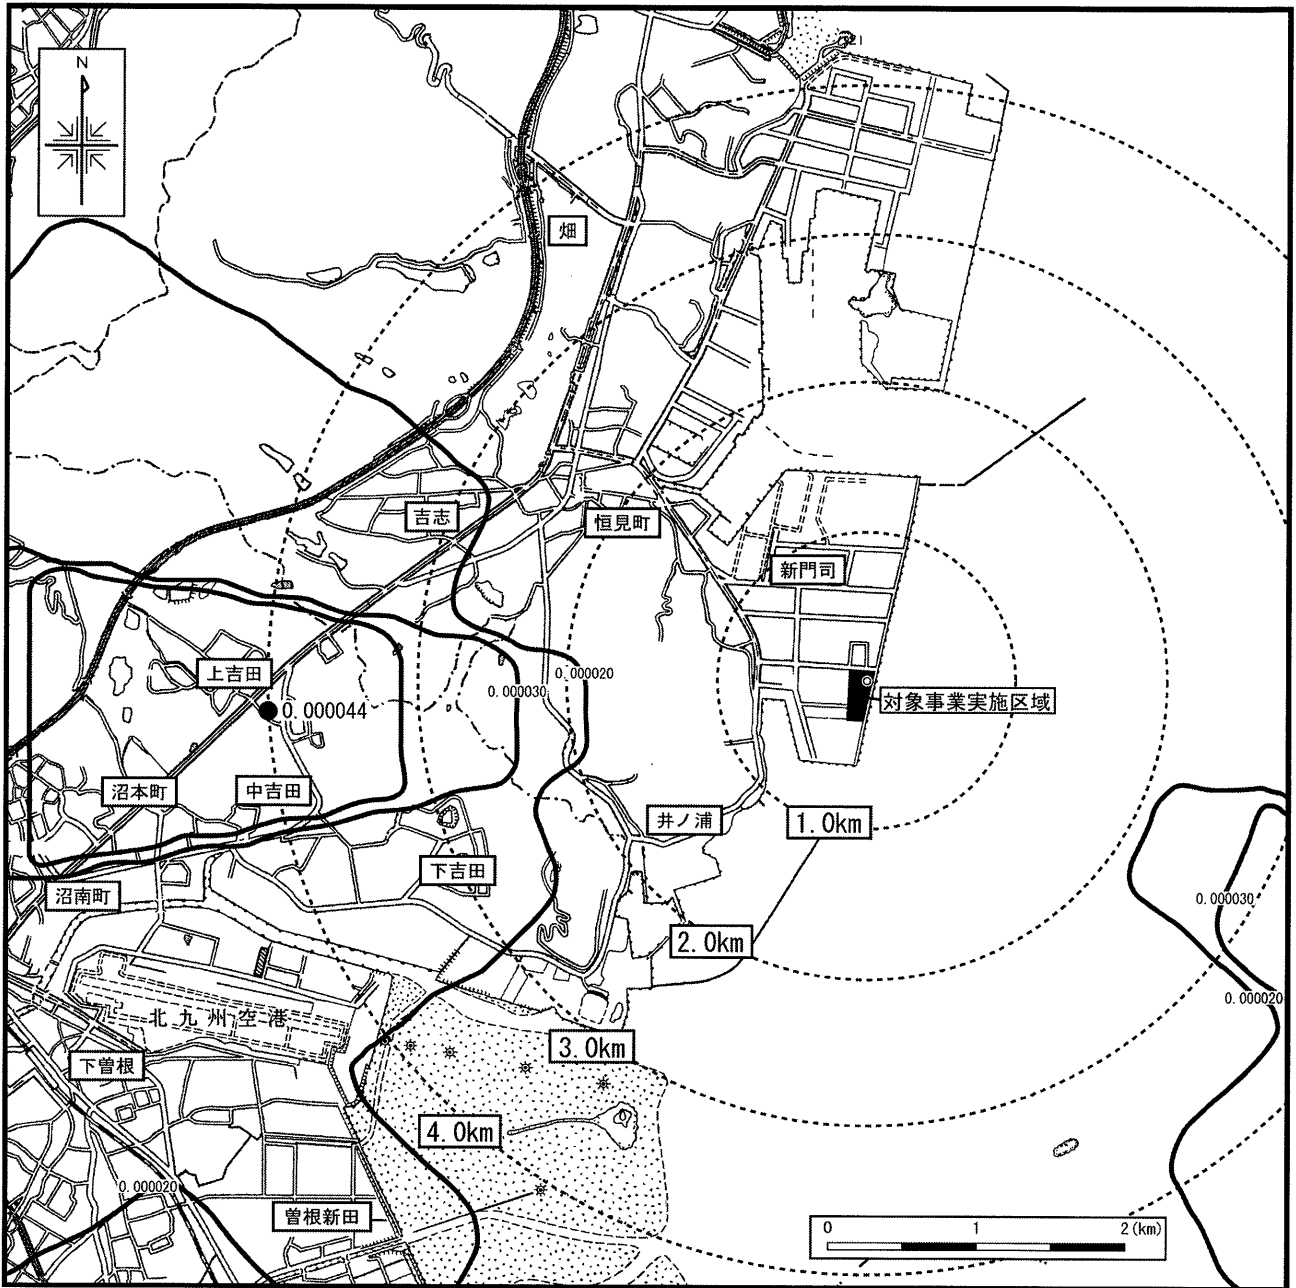 N
畑
吉志
恒見町
新門司
上吉田
0.000020
0.000030
対象事業実施区域
0.000044
沼本町
中吉田
井ノ浦
1.0km
下吉田
沼南町
0.000030
2.0km
0.000020
北九州空港
3.0km
下曽根
4.0km
0.000020
曽根新田
0 1 2(km)